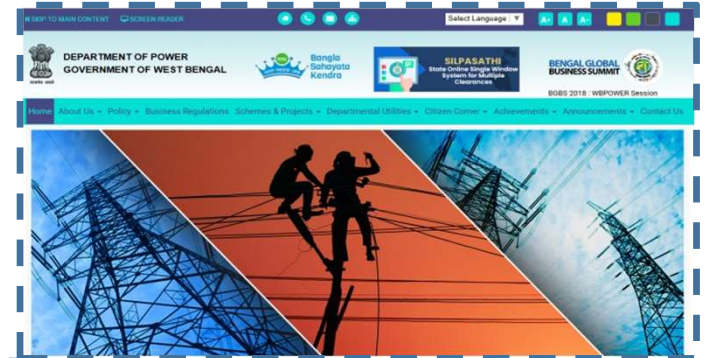 SKIP TO MAIN CONTENT SCREEN READER
Select Language ▼
A+ A A-
DEPARTMENT OF POWER
GOVERNMENT OF WEST BENGAL
Bangla
Sahayata
Kendra
SILPASATHI
State Online Single Window
System for Multiple
Clearances
BENGAL GLOBAL
BUSINESS SUMMIT
BGBS 2018 : WBPOWER Session
Home About Us Policy Business Regulations Schemes & Projects Departmental Utilities Citizen Corner Achievements Announcements Contact Us